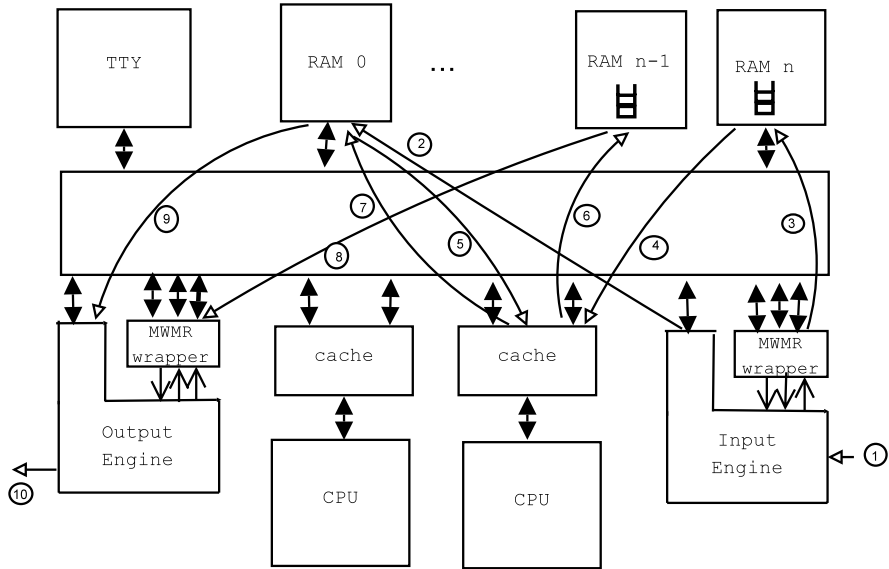 TTY
RAM 0
...
RAM n-1
RAM n
2
9
7
8
5
6
4
3
MWMR
wrapper
cache
cache
MWMR
wrapper
Output
Engine
Input
Engine
1
10
CPU
CPU